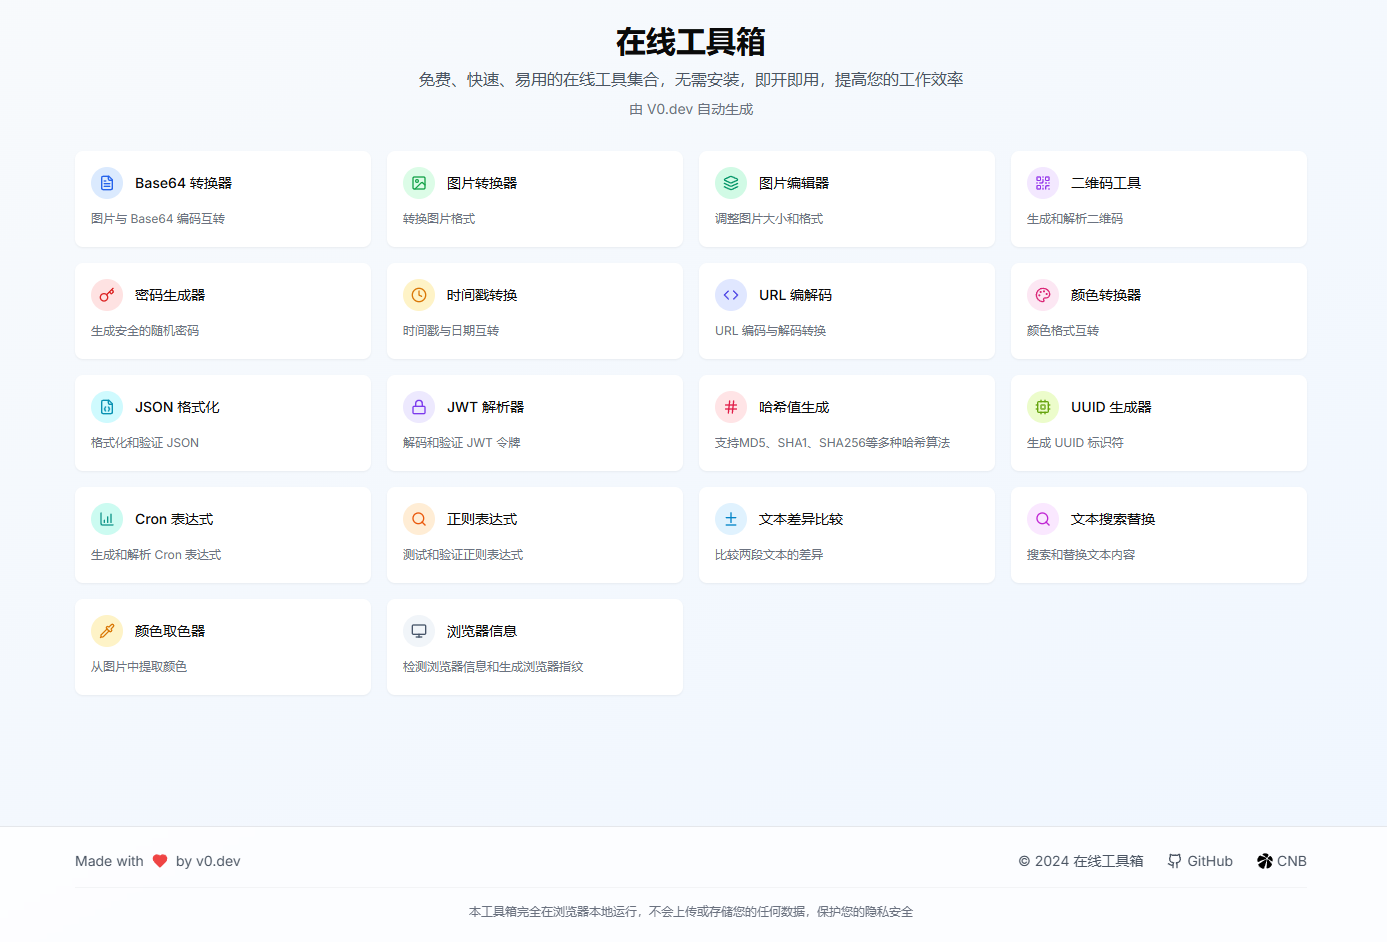 在线工具箱
免费、快速、易用的在线工具集合，无需安装，即开即用，提高您的工作效率
由 V0.dev 自动生成
Base64 转换器
图片与 Base64 编码互转
图片转换器
转换图片格式
图片编辑器
调整图片大小和格式
二维码工具
生成和解析二维码
密码生成器
生成安全的随机密码
时间戳转换
时间戳与日期互转
URL 编解码
URL 编码与解码转换
颜色转换器
颜色格式互转
JSON 格式化
格式化和验证 JSON
JWT 解析器
解码和验证 JWT 令牌
哈希值生成
支持MD5、SHA1、SHA256等多种哈希算法
UUID 生成器
生成 UUID 标识符
Cron 表达式
生成和解析 Cron 表达式
正则表达式
测试和验证正则表达式
文本差异比较
比较两段文本的差异
文本搜索替换
搜索和替换文本内容
颜色取色器
从图片中提取颜色
浏览器信息
检测浏览器信息和生成浏览器指纹
Made with ❤ by v0.dev
© 2024 在线工具箱 GitHub CNB
本工具箱完全在浏览器本地运行，不会上传或存储您的任何数据，保护您的隐私安全